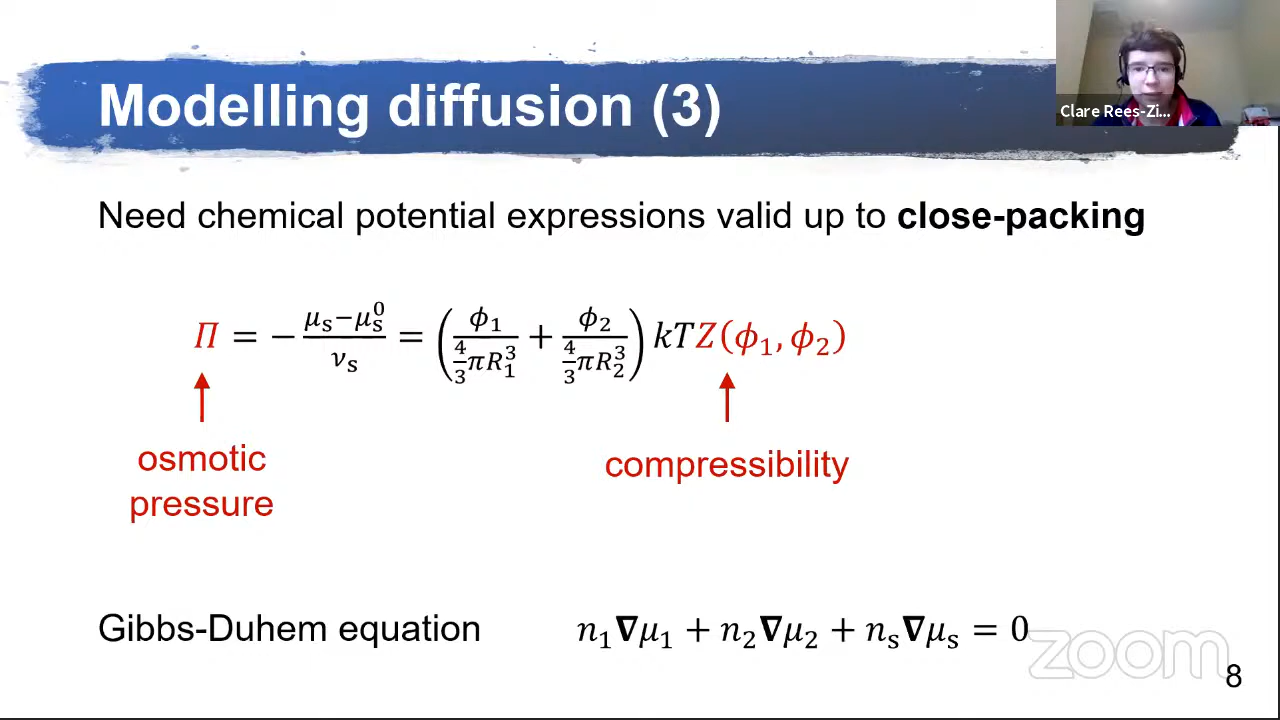 Modelling diffusion (3)
Clare Rees-Zi...
Need chemical potential expressions valid up to close-packing
Π = −(μₛ−μₛ⁰)/νₛ = (ϕ₁/(4/3 πR₁³) + ϕ₂/(4/3 πR₂³)) kTZ(ϕ₁, ϕ₂)
osmotic
pressure
compressibility
Gibbs-Duhem equation n₁∇μ₁ + n₂∇μ₂ + nₛ∇μₛ = 0
zoom
8